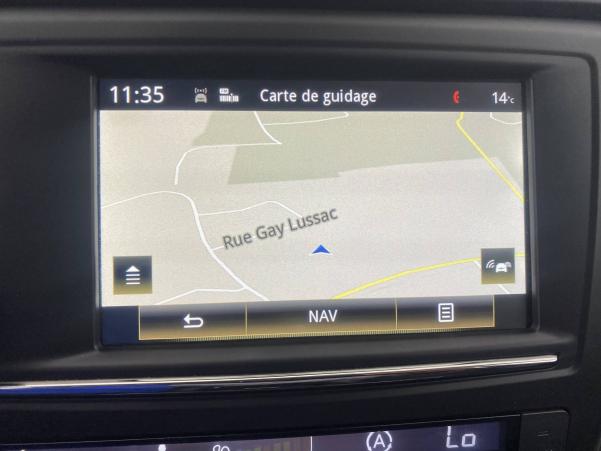 11:35 Carte de guidage 14°C
Rue Gay Lussac
NAV
A Lo